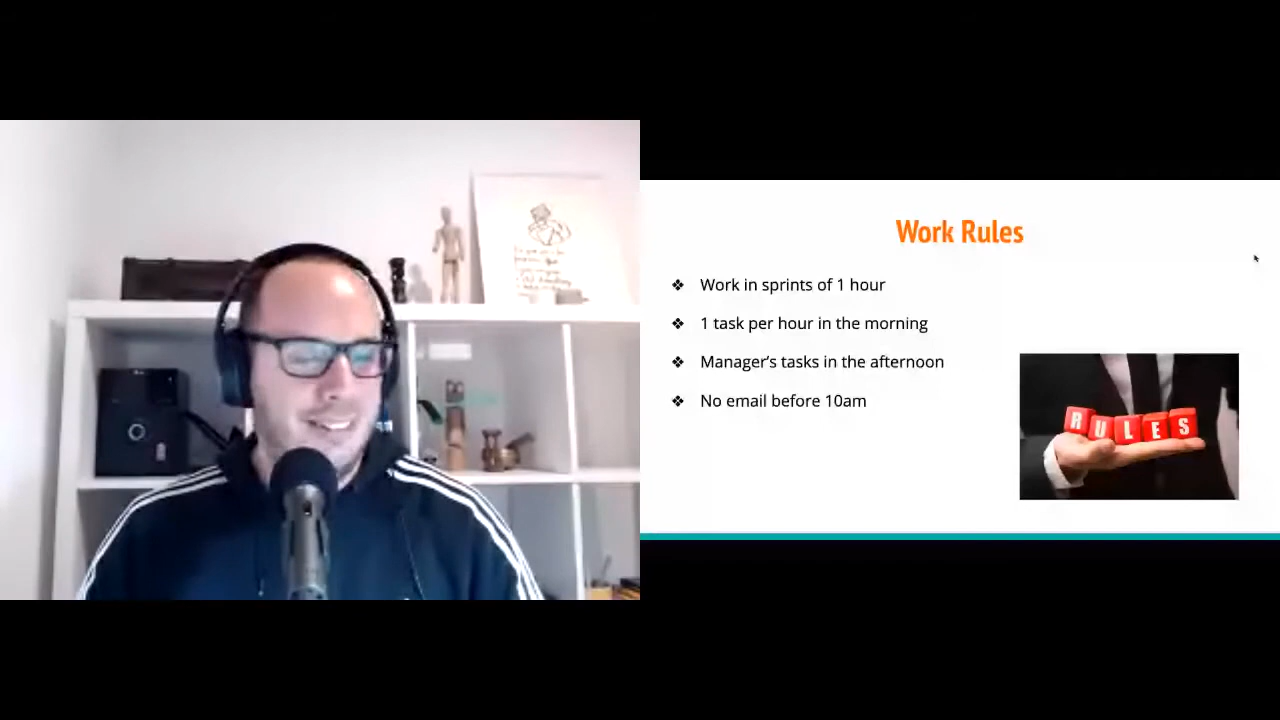 Work Rules
❖ Work in sprints of 1 hour
❖ 1 task per hour in the morning
❖ Manager’s tasks in the afternoon
❖ No email before 10am
RULES